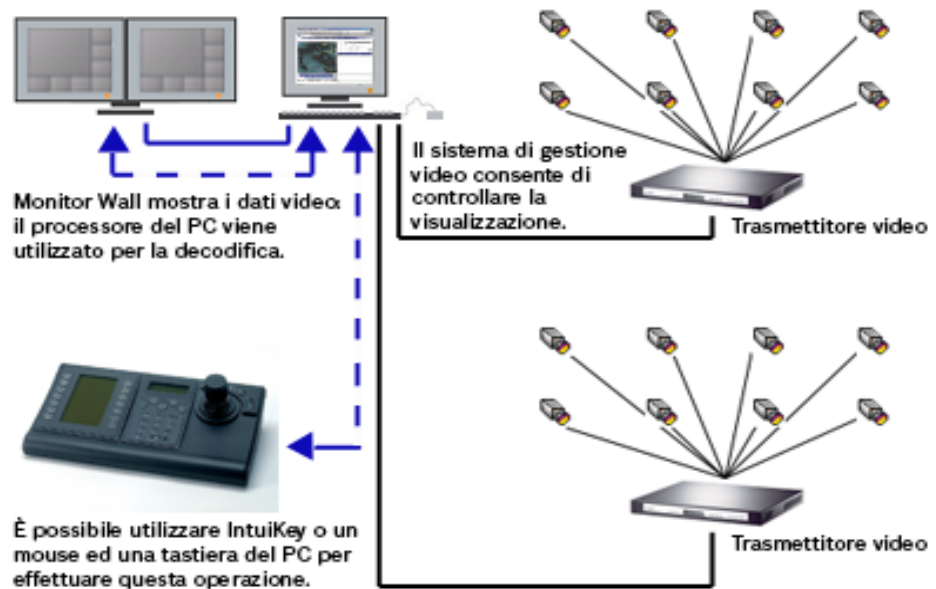 Il sistema di gestione
video consente di
controllare la
visualizzazione.
Trasmettitore video
Monitor Wall mostra i dati video:
il processore del PC viene
utilizzato per la decodifica.
È possibile utilizzare IntuiKey o un
mouse ed una tastiera del PC per
effettuare questa operazione.
Trasmettitore video